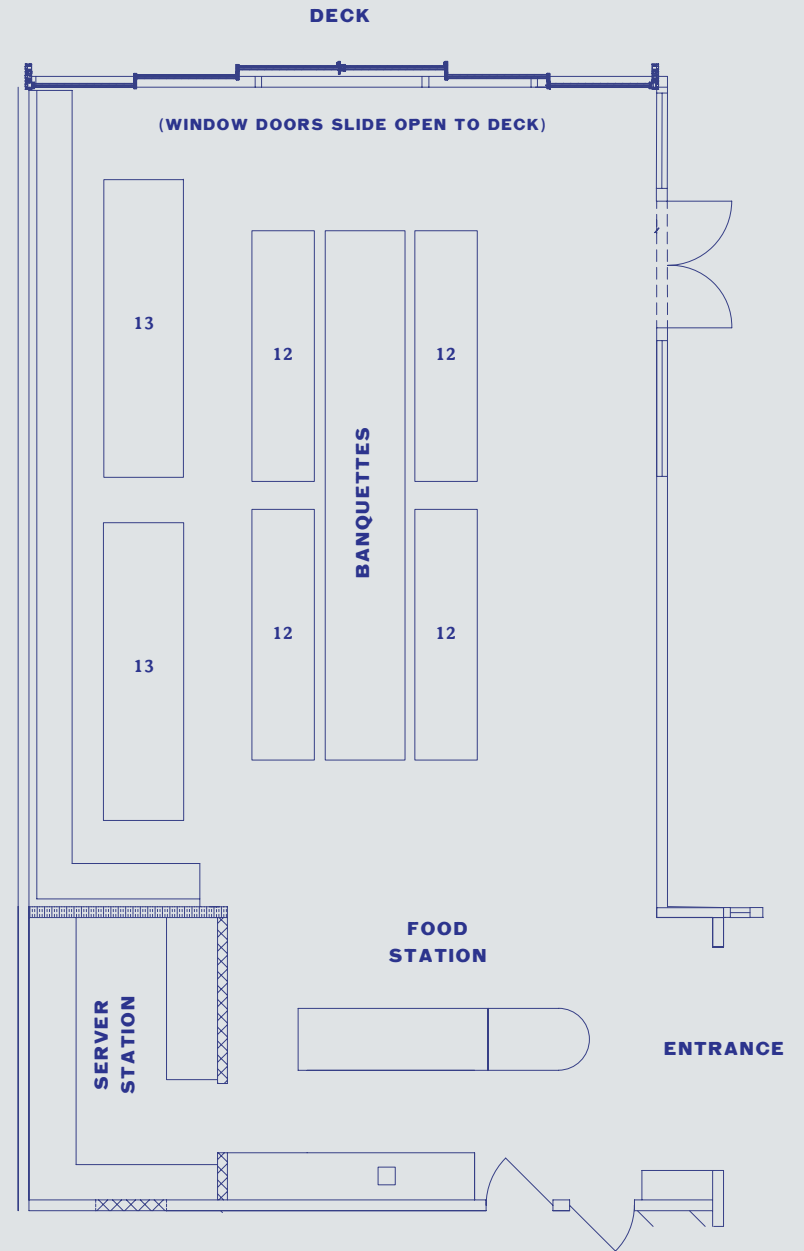 DECK
(WINDOW DOORS SLIDE OPEN TO DECK)
13
12
12
BANQUETTES
13
12
12
FOOD
STATION
SERVER
STATION
ENTRANCE